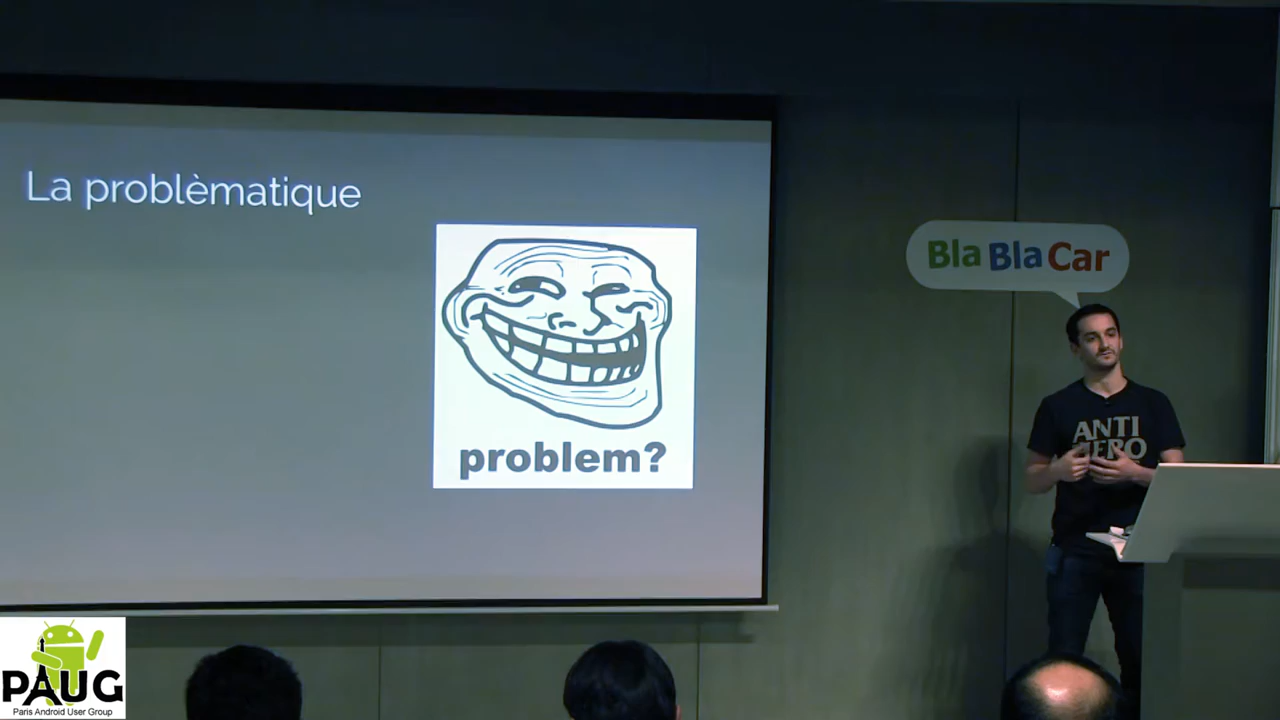 La problèmatique
problem?
BlaBlaCar
ANTI
HERO
PAUG
Paris Android User Group